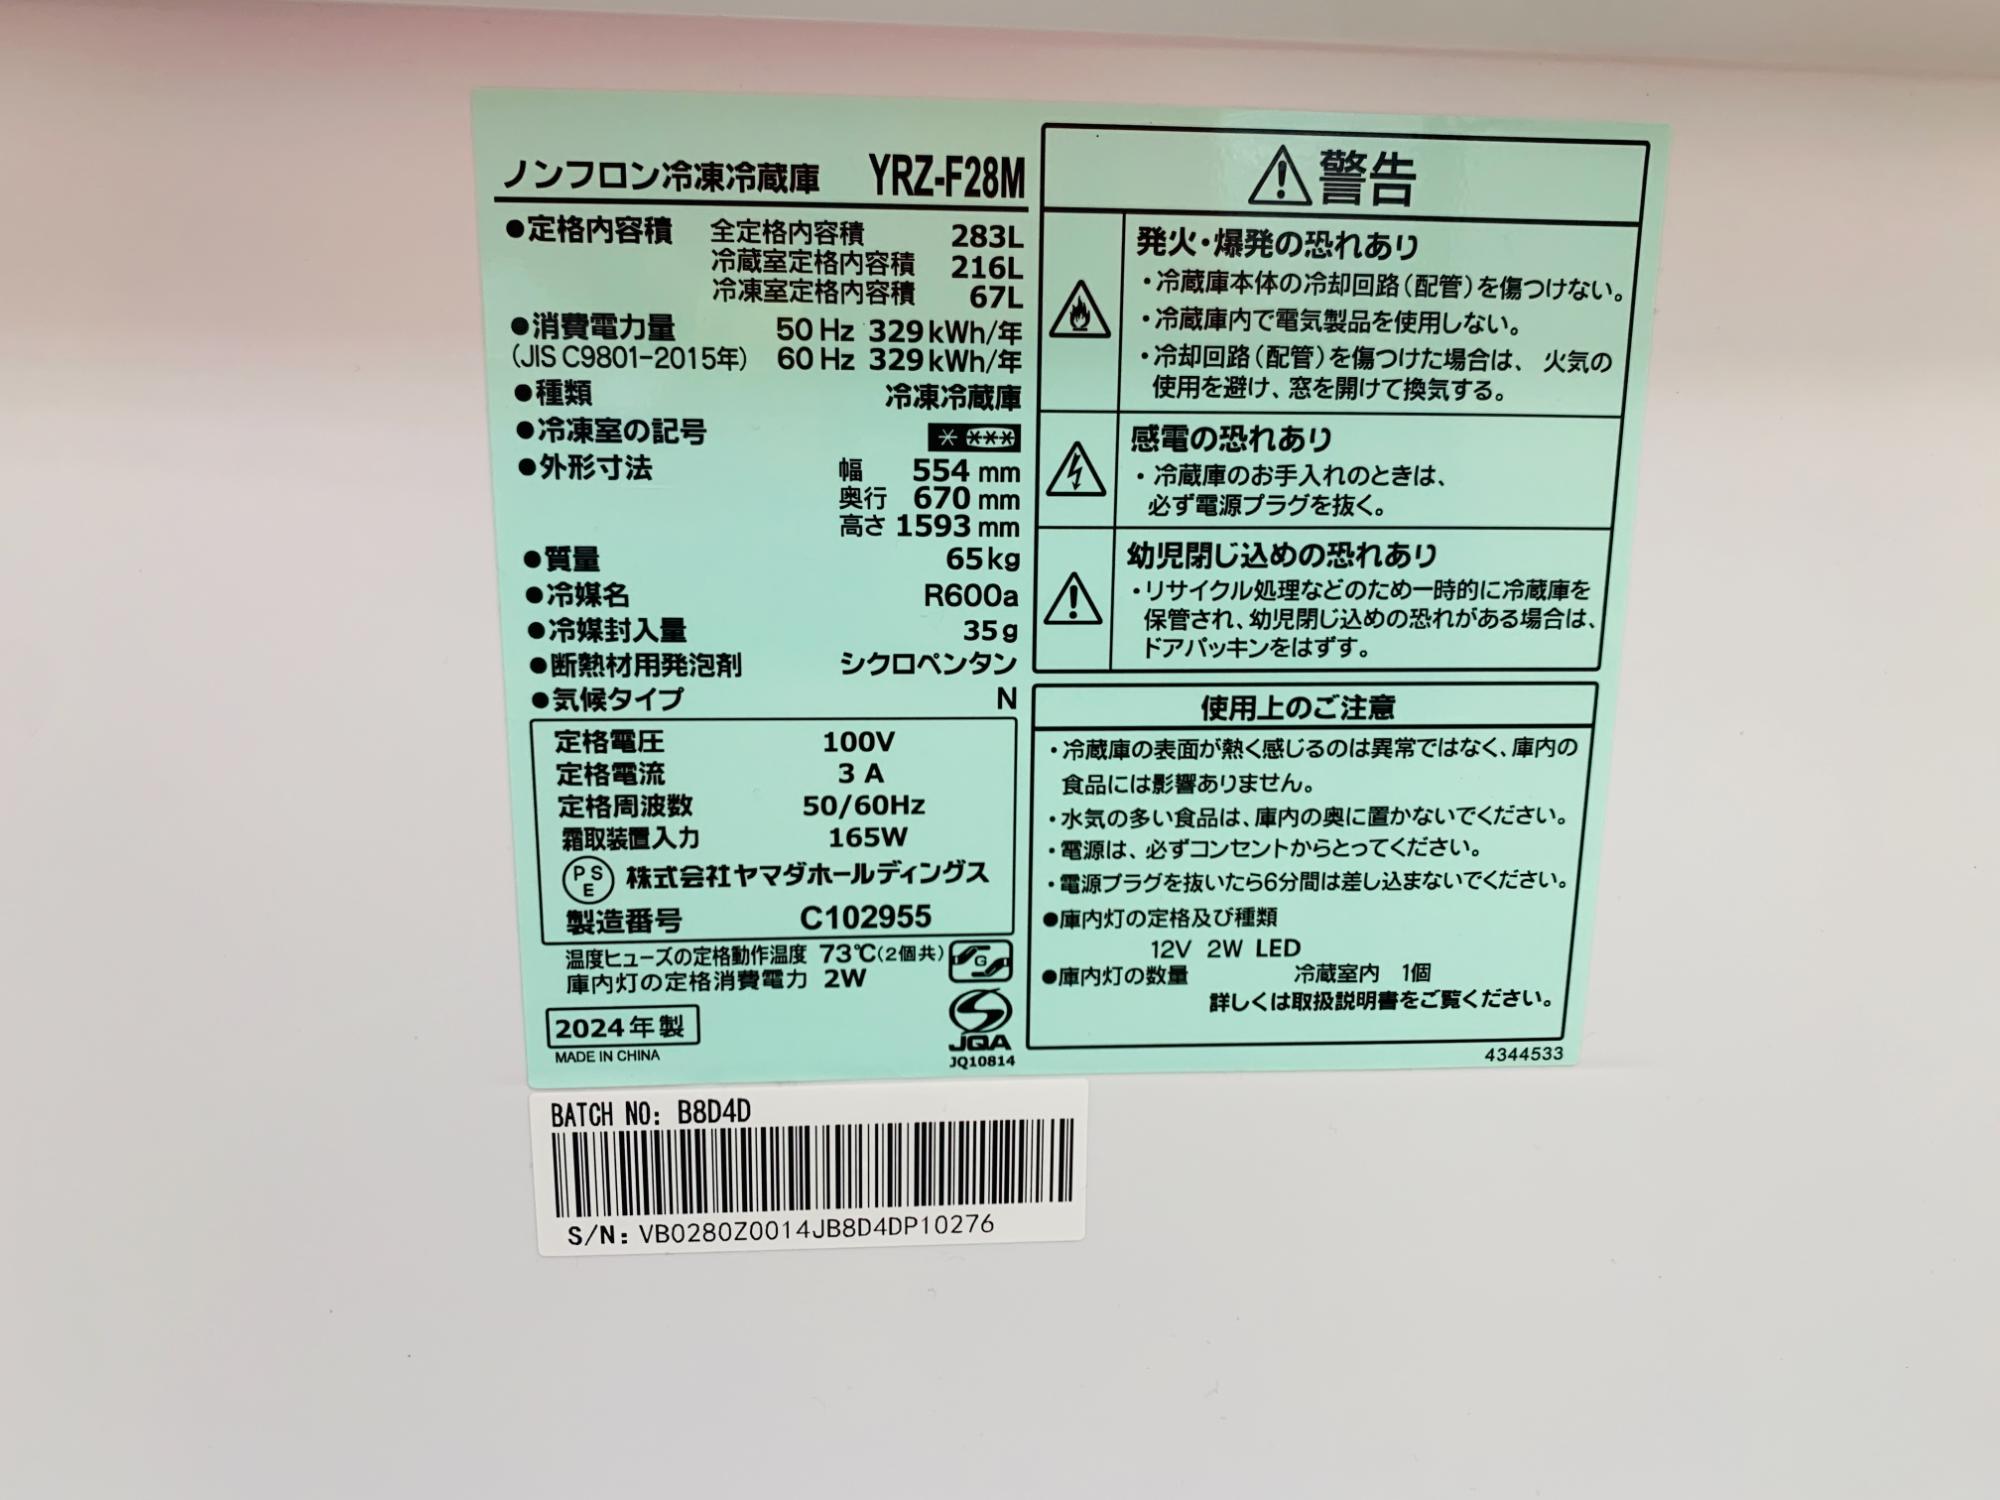 ノンフロン冷凍冷蔵庫 YRZ-F28M
●定格内容積 全定格内容積 283L
冷蔵室定格内容積 216L
冷凍室定格内容積 67L
●消費電力量 50Hz 329kWh/年
(JIS C9801-2015年) 60Hz 329kWh/年
●種類 冷凍冷蔵庫
●冷凍室の記号
●外形寸法 幅 554 mm
奥行 670 mm
高さ 1593 mm
●質量 65kg
●冷媒名 R600a
●冷媒封入量 35g
●断熱材用発泡剤 シクロペンタン
●気候タイプ N
定格電圧 100V
定格電流 3 A
定格周波数 50/60Hz
霜取装置入力 165W
PSE 株式会社ヤマダホールディングス
製造番号 C102955
温度ヒューズの定格動作温度 73℃(2個共)
G
庫内灯の定格消費電力 2W
2024年製
MADE IN CHINA
JQA
JQ10814
警告
発火・爆発の恐れあり
・冷蔵庫本体の冷却回路(配管)を傷つけない。
・冷蔵庫内で電気製品を使用しない。
・冷却回路(配管)を傷つけた場合は、火気の
使用を避け、窓を開けて換気する。
感電の恐れあり
・冷蔵庫のお手入れのときは、
必ず電源プラグを抜く。
幼児閉じ込めの恐れあり
・リサイクル処理などのため一時的に冷蔵庫を
保管され、幼児閉じ込めの恐れがある場合は、
ドアパッキンをはずす。
使用上のご注意
・冷蔵庫の表面が熱く感じるのは異常ではなく、庫内の
食品には影響ありません。
・水気の多い食品は、庫内の奥に置かないでください。
・電源は、必ずコンセントからとってください。
・電源プラグを抜いたら6分間は差し込まないでください。
●庫内灯の定格及び種類
12V 2W LED
●庫内灯の数量 冷蔵室内 1個
詳しくは取扱説明書をご覧ください。
4344533
BATCH NO: B8D4D
S/N: VB0280Z0014JB8D4DP10276